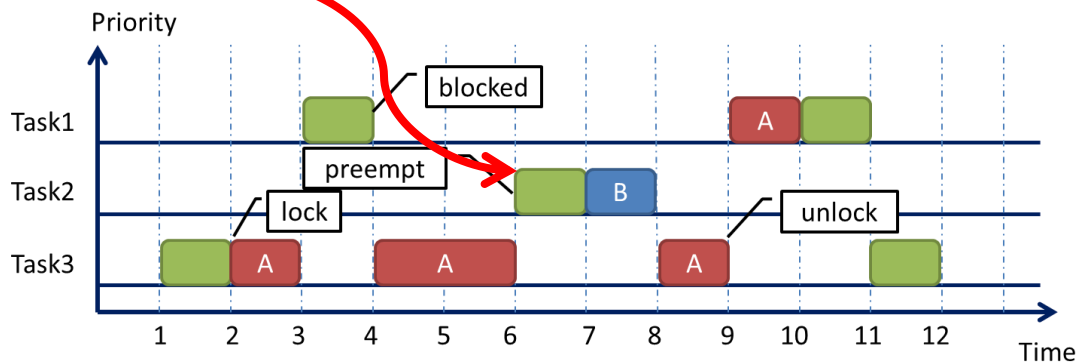 Priority
blocked
Task1
A
preempt
Task2
B
lock
unlock
Task3
A
A
A
1 2 3 4 5 6 7 8 9 10 11 12
Time